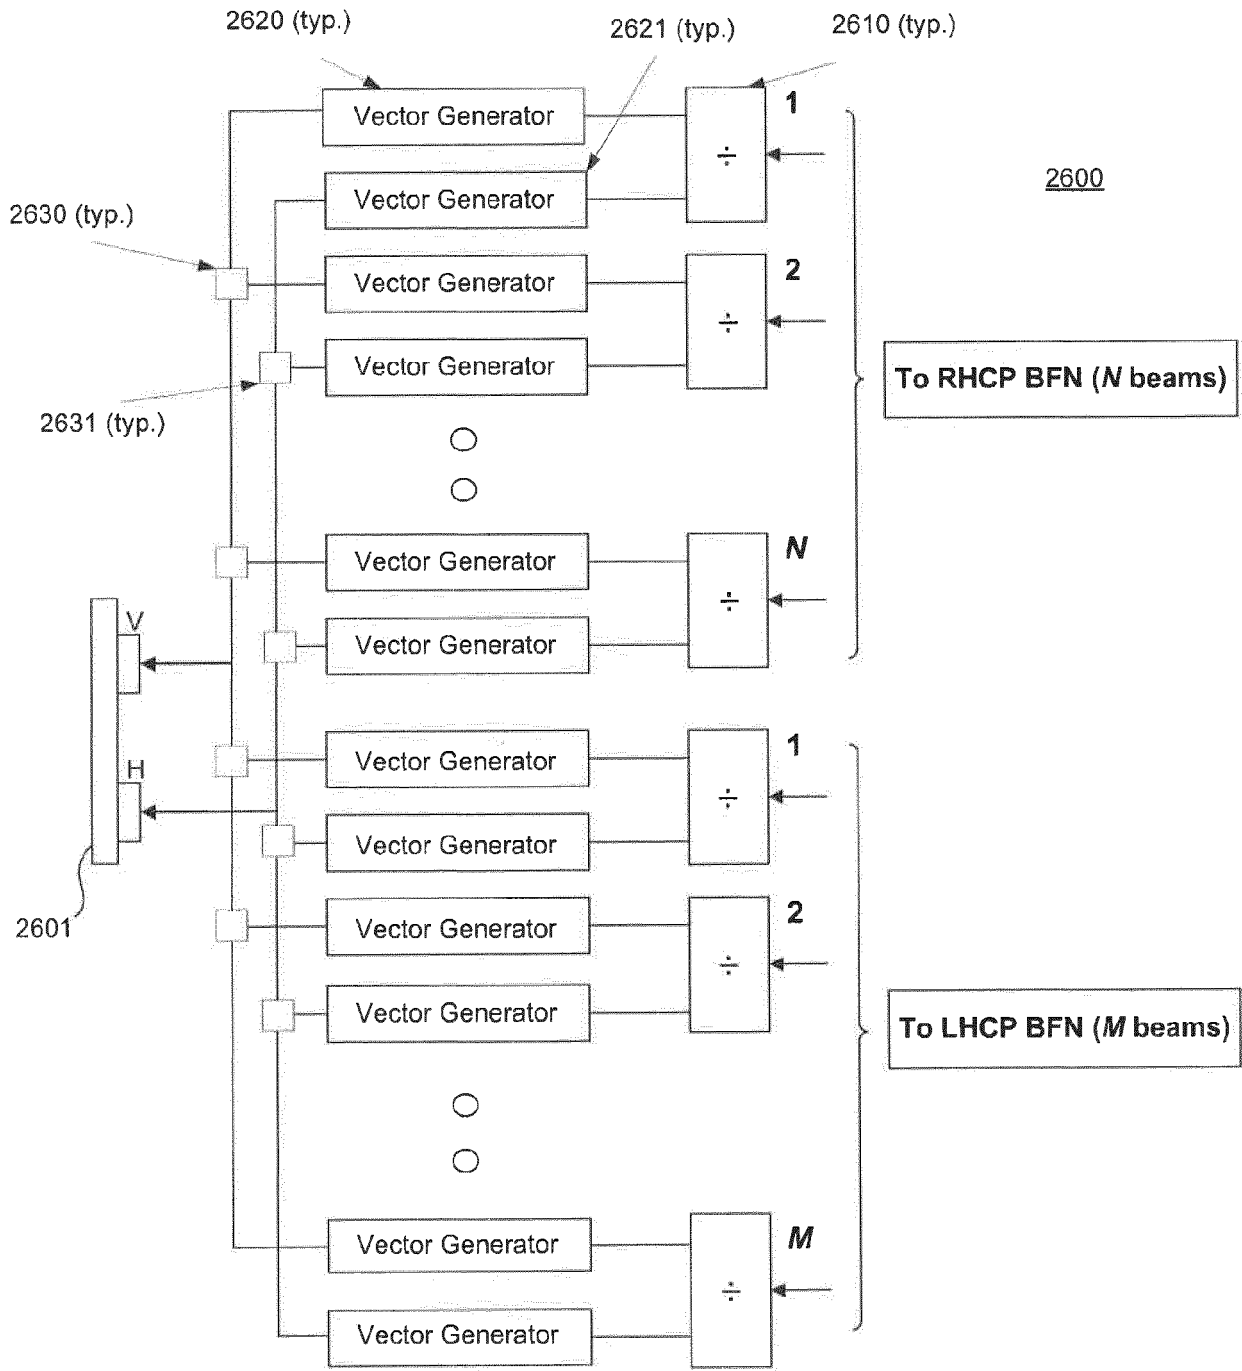 2620 (typ.)
2621 (typ.)
2610 (typ.)
Vector Generator
1
÷
2600
Vector Generator
2630 (typ.)
Vector Generator
2
÷
Vector Generator
To RHCP BFN (N beams)
2631 (typ.)
Vector Generator
N
÷
V
Vector Generator
Vector Generator
1
H
÷
Vector Generator
2601
Vector Generator
2
÷
Vector Generator
To LHCP BFN (M beams)
Vector Generator
M
÷
Vector Generator